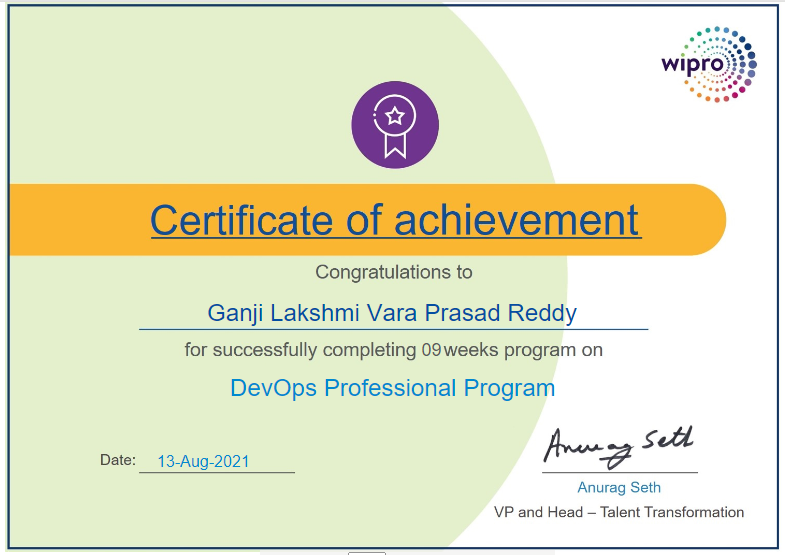 wipro
Certificate of achievement
Congratulations to
Ganji Lakshmi Vara Prasad Reddy
for successfully completing 09 weeks program on
DevOps Professional Program
Anurag Seth
Date: 13-Aug-2021
Anurag Seth
VP and Head – Talent Transformation